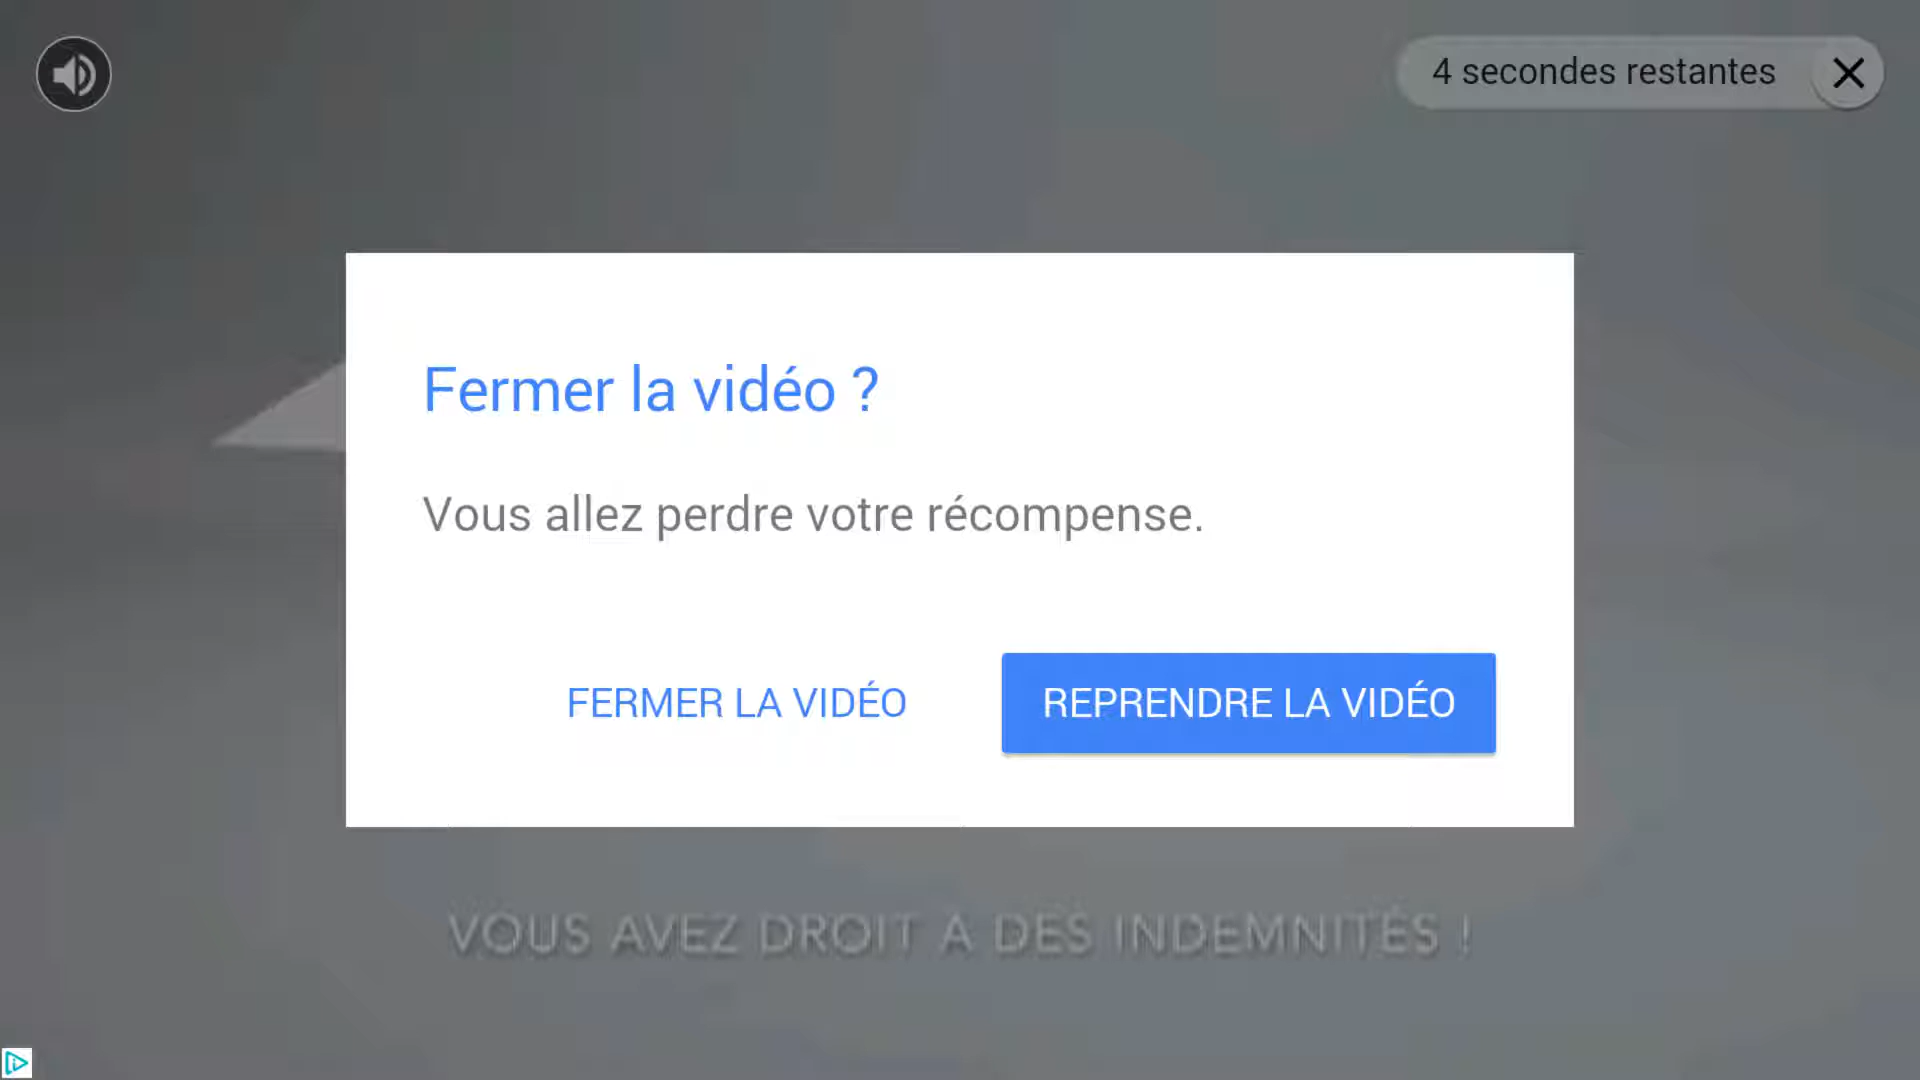 4 secondes restantes
Fermer la vidéo ?
Vous allez perdre votre récompense.
FERMER LA VIDÉO
REPRENDRE LA VIDÉO
VOUS AVEZ DROIT A DES INDEMNITÉS !